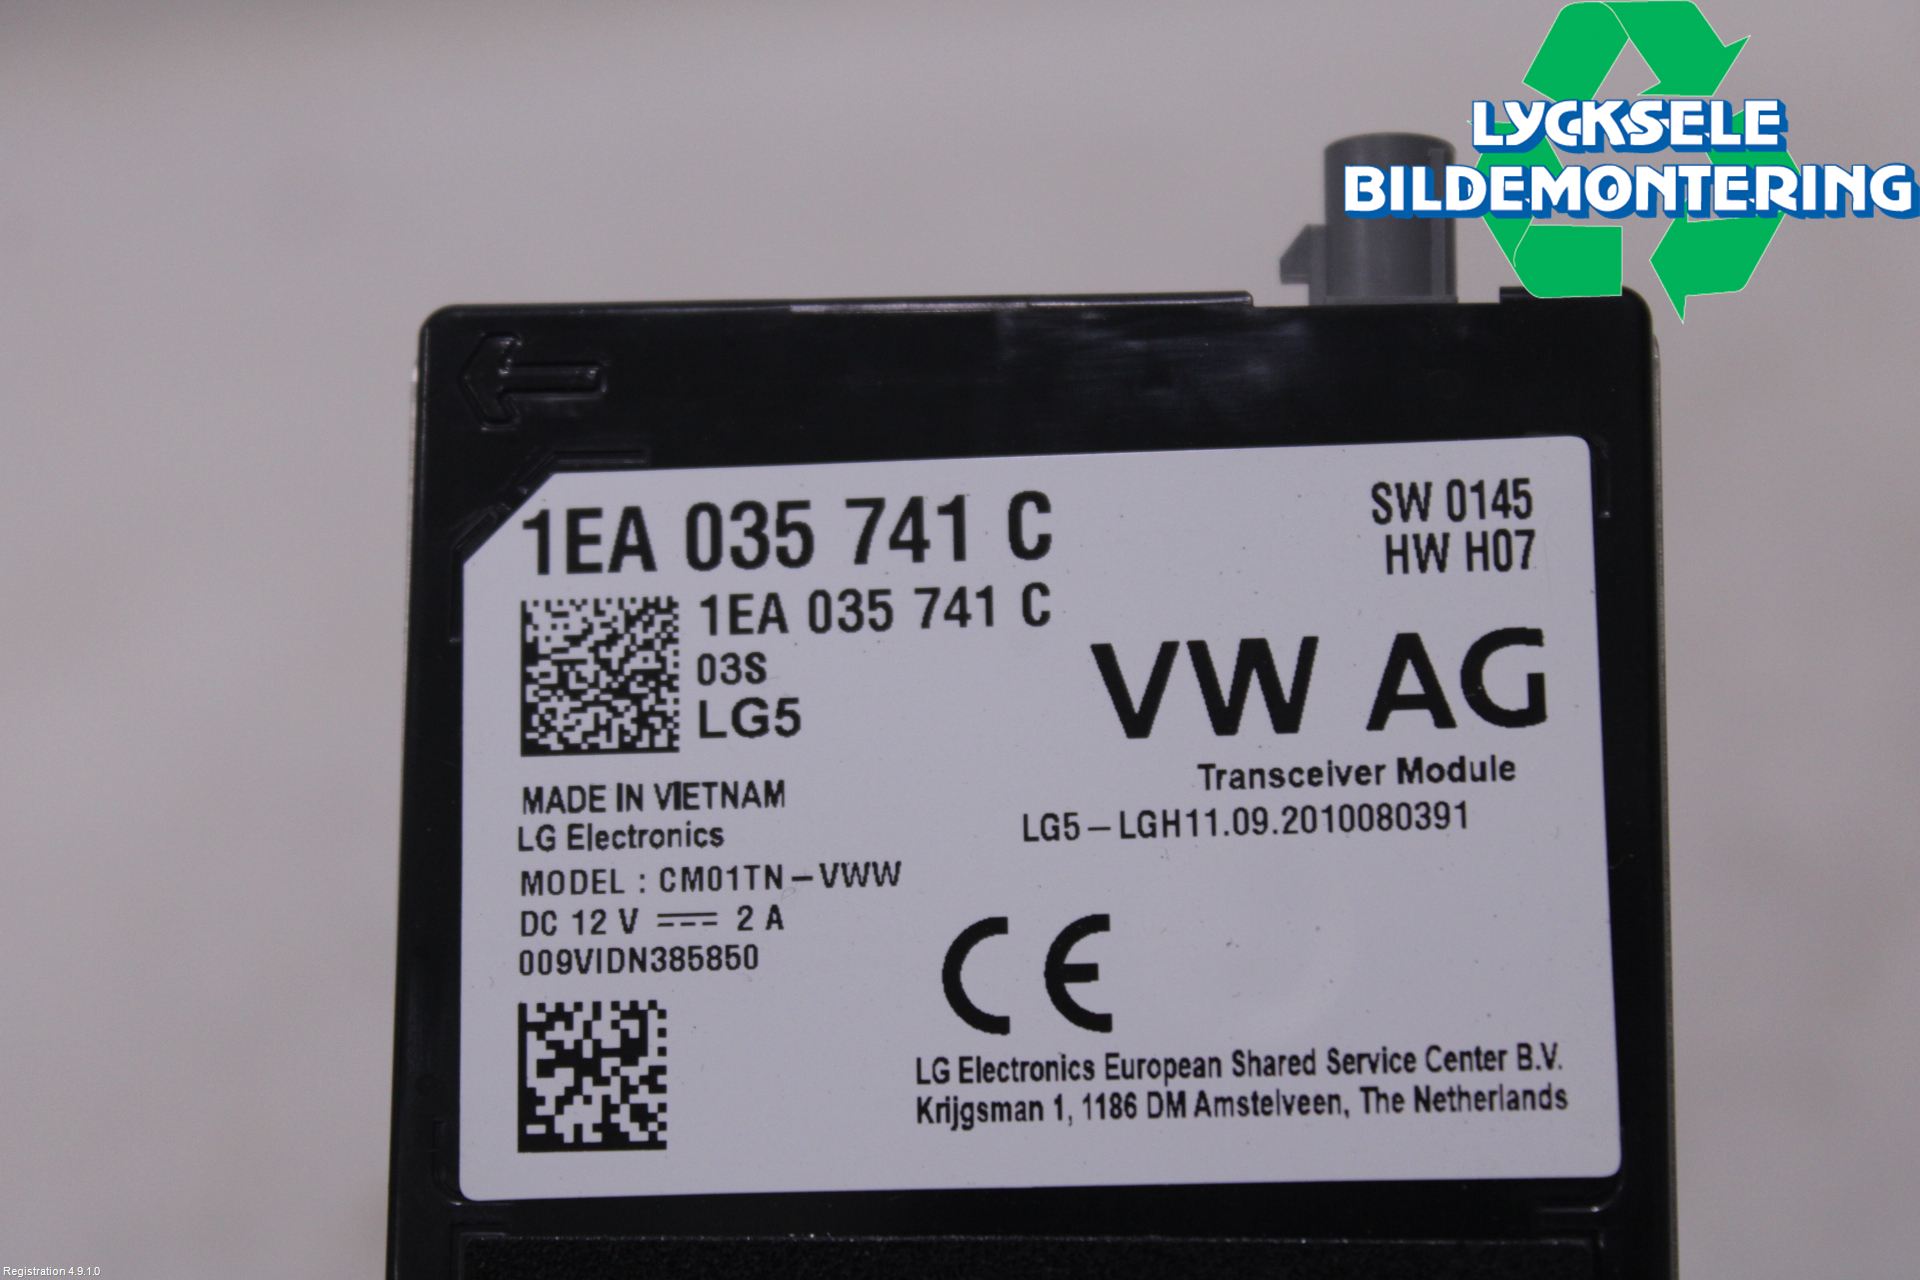 LYCKSELE
BILDEMONTERING
1EA 035 741 C
SW 0145
HW H07
1EA 035 741 C
03S
LG5
VW AG
Transceiver Module
LG5-LGH11.09.2010080391
MADE IN VIETNAM
LG Electronics
MODEL : CM01TN-VWW
DC 12 V ⎓ 2 A
009VIDN385850
CE
LG Electronics European Shared Service Center B.V.
Krijgsman 1, 1186 DM Amstelveen, The Netherlands
Registration 4.9.1.0